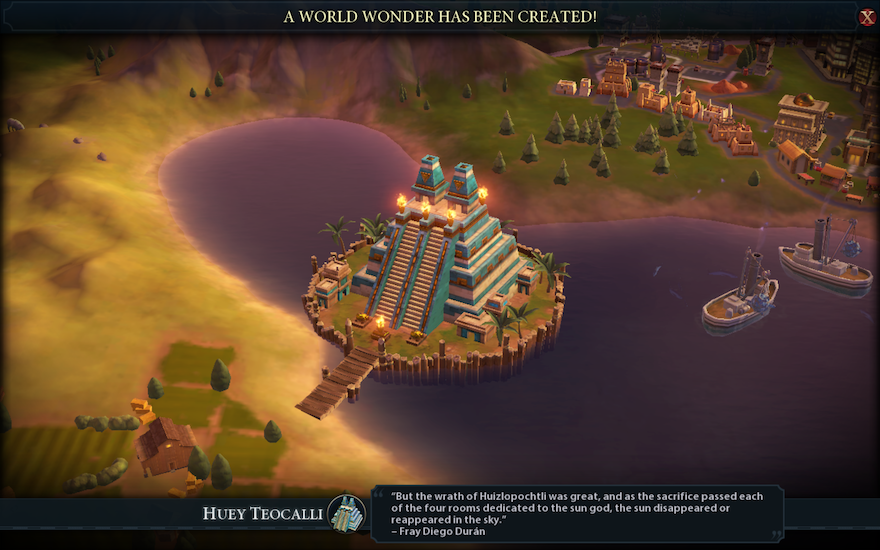 A WORLD WONDER HAS BEEN CREATED!
X
HUEY TEOCALLI
“But the wrath of Huizlopochtli was great, and as the sacrifice passed each
of the four rooms dedicated to the sun god, the sun disappeared or
reappeared in the sky.”
– Fray Diego Durán